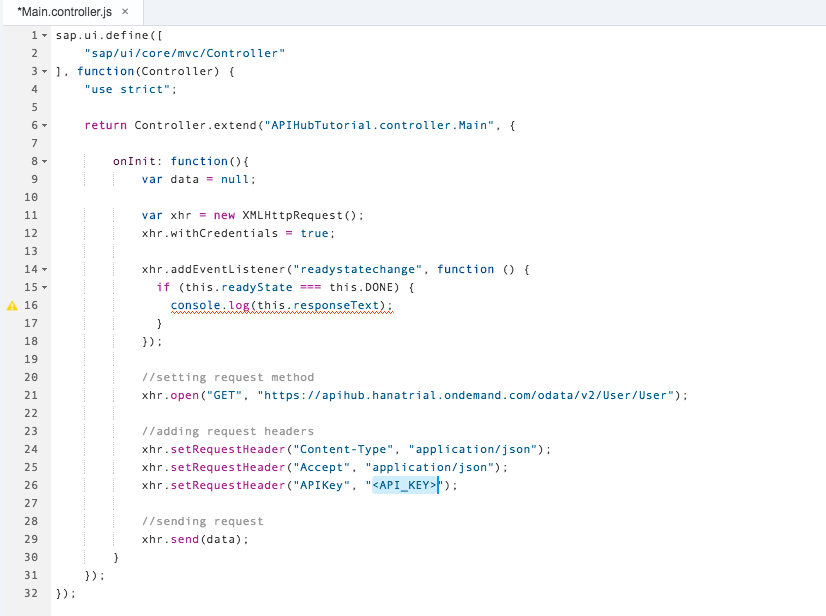 *Main.controller.js ×
1 sap.ui.define([
2 "sap/ui/core/mvc/Controller"
3 ], function(Controller) {
4 "use strict";
5
6 return Controller.extend("APIHubTutorial.controller.Main", {
7
8 onInit: function(){
9 var data = null;
10
11 var xhr = new XMLHttpRequest();
12 xhr.withCredentials = true;
13
14 xhr.addEventListener("readystatechange", function () {
15 if (this.readyState === this.DONE) {
16 console.log(this.responseText);
17 }
18 });
19
20 //setting request method
21 xhr.open("GET", "https://apihub.hanatrial.ondemand.com/odata/v2/User/User");
22
23 //adding request headers
24 xhr.setRequestHeader("Content-Type", "application/json");
25 xhr.setRequestHeader("Accept", "application/json");
26 xhr.setRequestHeader("APIKey", "<API_KEY>");
27
28 //sending request
29 xhr.send(data);
30 }
31 });
32 });